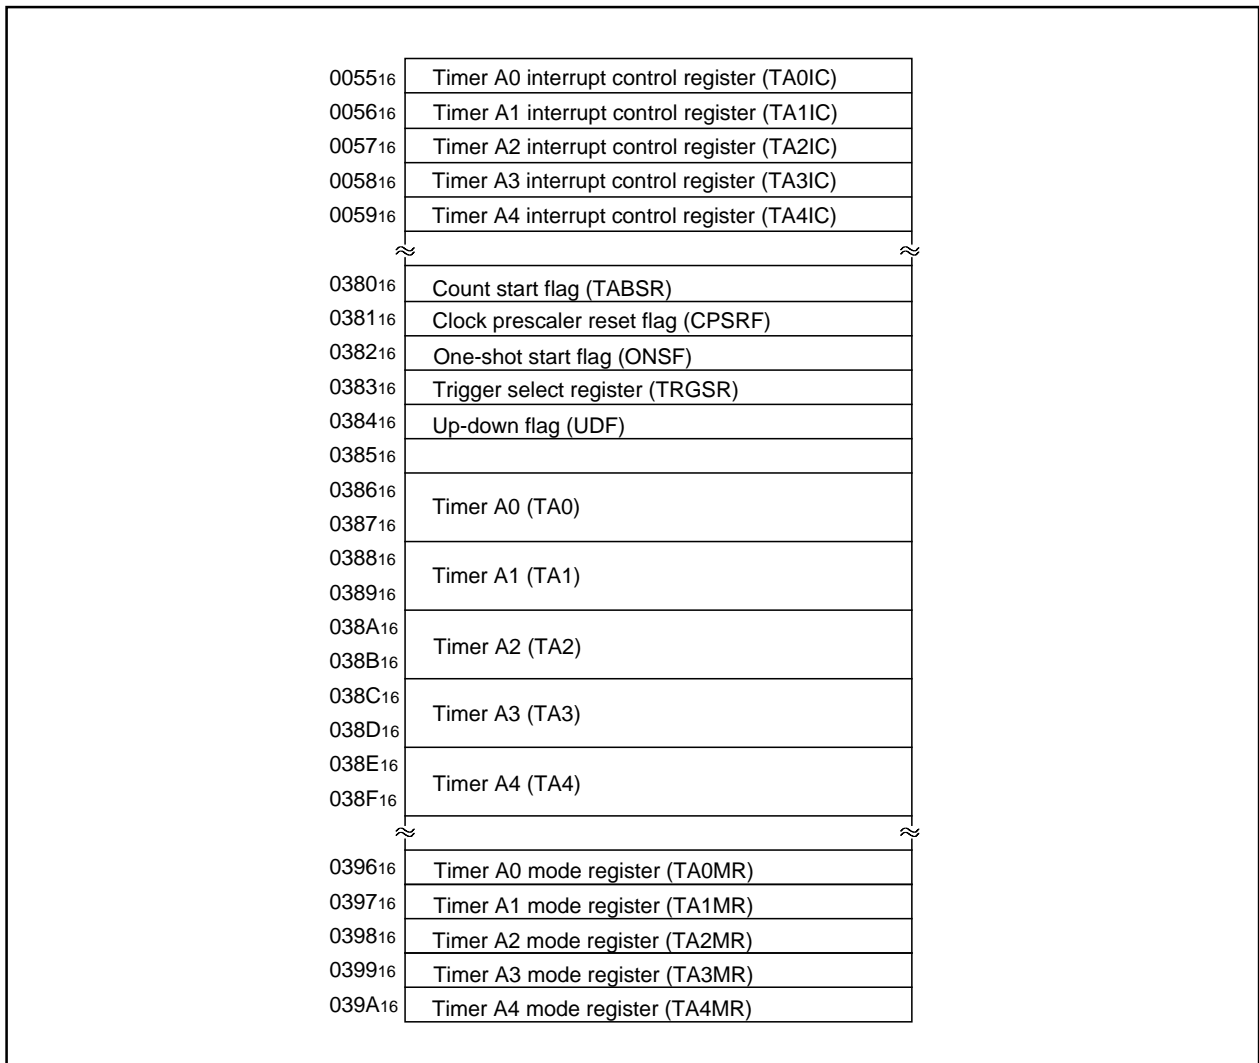 005516 Timer A0 interrupt control register (TA0IC)
005616 Timer A1 interrupt control register (TA1IC)
005716 Timer A2 interrupt control register (TA2IC)
005816 Timer A3 interrupt control register (TA3IC)
005916 Timer A4 interrupt control register (TA4IC)
038016 Count start flag (TABSR)
038116 Clock prescaler reset flag (CPSRF)
038216 One-shot start flag (ONSF)
038316 Trigger select register (TRGSR)
038416 Up-down flag (UDF)
038516
038616
Timer A0 (TA0)
038716
038816
Timer A1 (TA1)
038916
038A16
Timer A2 (TA2)
038B16
038C16
Timer A3 (TA3)
038D16
038E16
Timer A4 (TA4)
038F16
039616 Timer A0 mode register (TA0MR)
039716 Timer A1 mode register (TA1MR)
039816 Timer A2 mode register (TA2MR)
039916 Timer A3 mode register (TA3MR)
039A16 Timer A4 mode register (TA4MR)